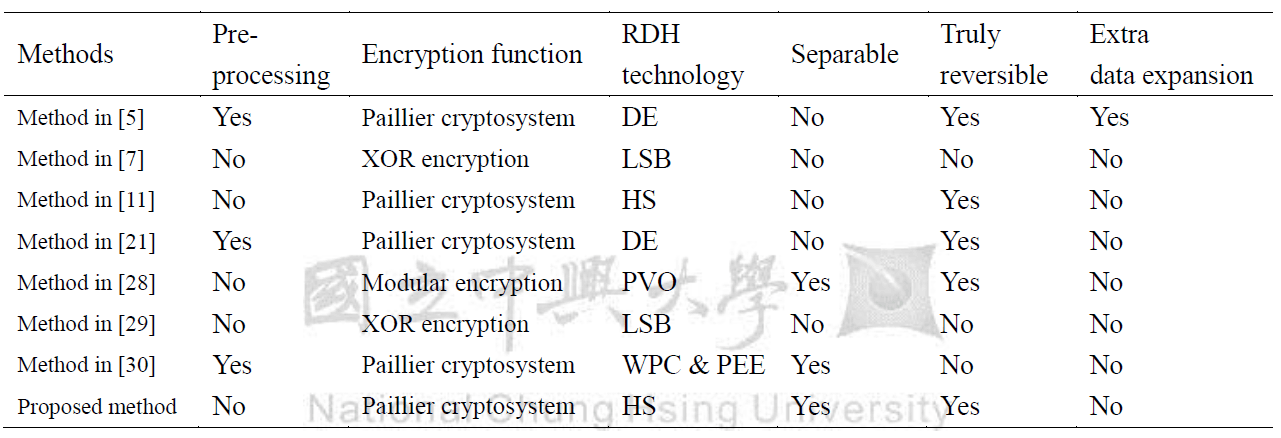 Methods Pre-processing Encryption function RDH technology Separable Truly reversible Extra data expansion
Method in [5] Yes Paillier cryptosystem DE No Yes Yes
Method in [7] No XOR encryption LSB No No No
Method in [11] No Paillier cryptosystem HS No Yes No
Method in [21] Yes Paillier cryptosystem DE No Yes No
Method in [28] No Modular encryption PVO Yes Yes No
Method in [29] No XOR encryption LSB No No No
Method in [30] Yes Paillier cryptosystem WPC & PEE Yes No No
Proposed method No Paillier cryptosystem HS Yes Yes No
國立中興大學
National Chung Hsing University